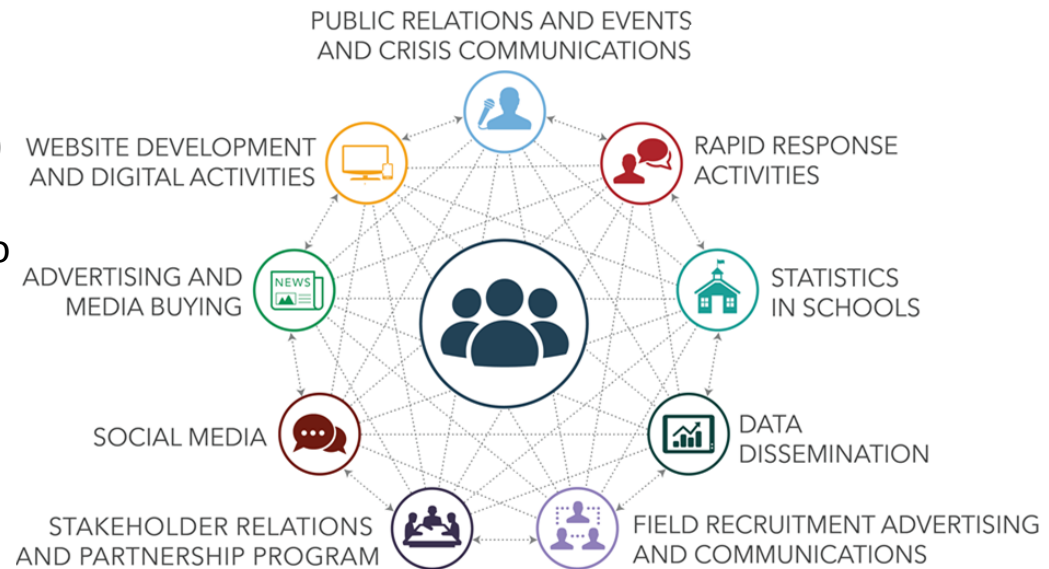 PUBLIC RELATIONS AND EVENTS
AND CRISIS COMMUNICATIONS
WEBSITE DEVELOPMENT
AND DIGITAL ACTIVITIES
RAPID RESPONSE
ACTIVITIES
ADVERTISING AND
MEDIA BUYING
NEWS
STATISTICS
IN SCHOOLS
SOCIAL MEDIA
DATA
DISSEMINATION
STAKEHOLDER RELATIONS
AND PARTNERSHIP PROGRAM
FIELD RECRUITMENT ADVERTISING
AND COMMUNICATIONS